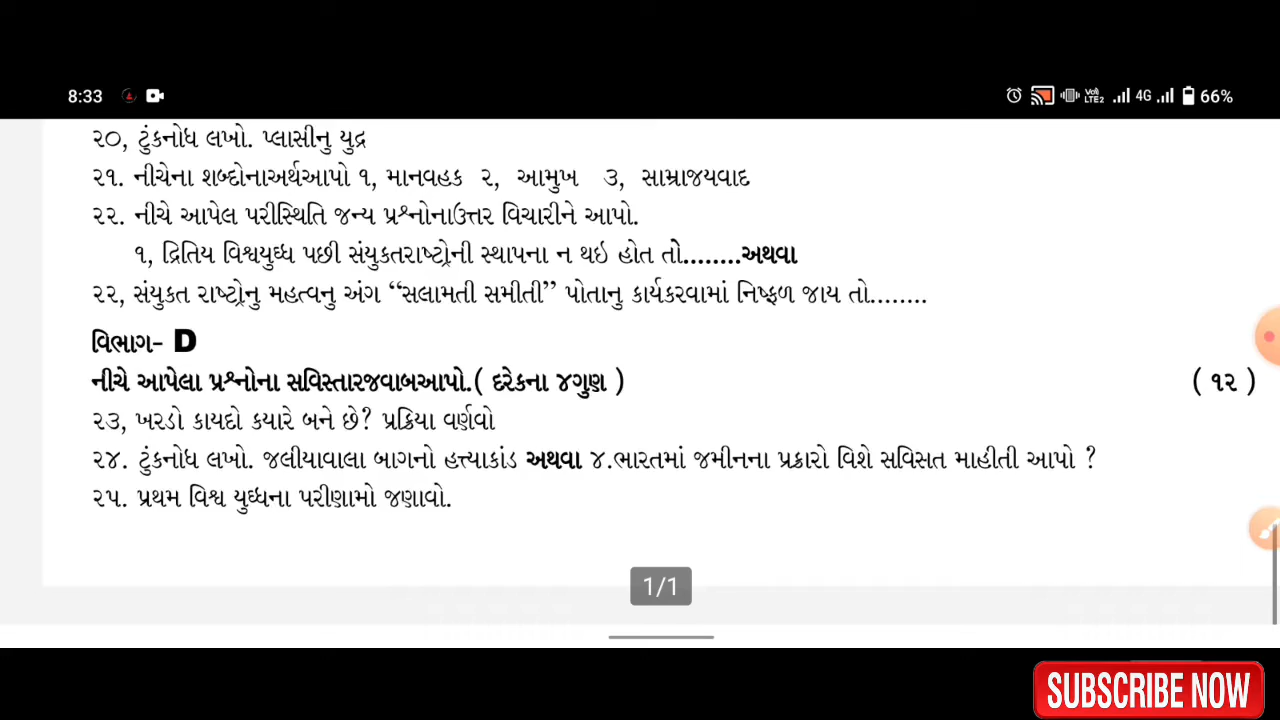 8:33
VoLTE2 4G 66%
૨૦, ટુંકનોધ લખો. પ્લાસીનુ યુદ્ર
૨૧. નીચેના શબ્દોનાઅર્થઆપો ૧, માનવહક ૨, આમુખ ૩, સામ્રાજયવાદ
૨૨. નીચે આપેલ પરીસ્થિતિ જન્ય પ્રશ્નોનાઉત્તર વિચારીને આપો.
૧, દ્રિતિય વિશ્વયુધ્ધ પછી સંયુકતરાષ્ટ્રોની સ્થાપના ન થઇ હોત તો........અથવા
૨૨, સંયુકત રાષ્ટ્રોનુ મહત્વનુ અંગ “સલામતી સમીતી” પોતાનુ કાર્યકરવામાં નિષ્ફળ જાય તો........
વિભાગ- D
નીચે આપેલા પ્રશ્નોના સવિસ્તારજવાબઆપો.( દરેકના ૪ગુણ ) ( ૧૨ )
૨૩, ખરડો કાયદો કયારે બને છે? પ્રક્રિયા વર્ણવો
૨૪. ટુંકનોધ લખો. જલીયાવાલા બાગનો હત્ત્યાકાંડ અથવા ૪.ભારતમાં જમીનના પ્રકારો વિશે સવિસત માહીતી આપો ?
૨૫. પ્રથમ વિશ્વ યુધ્ધના પરીણામો જણાવો.
1/1
SUBSCRIBE NOW